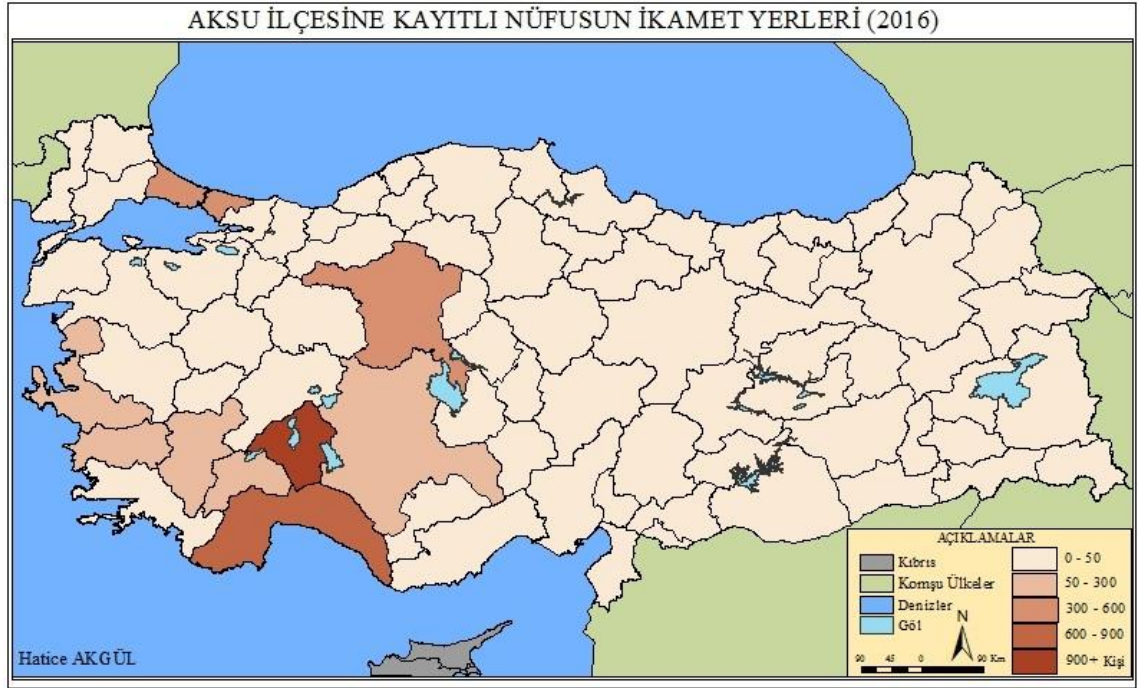 AKSU İLÇESİNE KAYITLI NÜFUSUN İKAMET YERLERİ (2016)
AÇIKLAMALAR
Kıbrıs
Komşu Ülkeler
Denizler
Göl
0 - 50
50 - 300
300 - 600
600 - 900
900+ Kişi
N
90 45 0 90 Km
Hatice AKGÜL